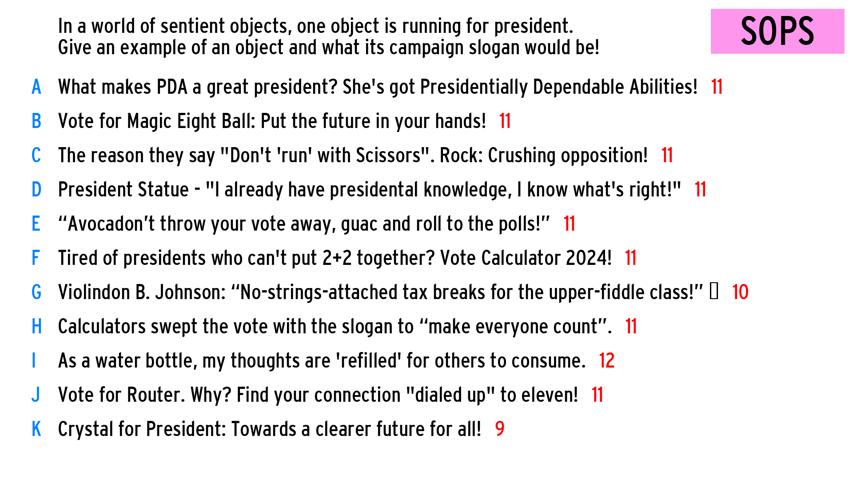 In a world of sentient objects, one object is running for president.
Give an example of an object and what its campaign slogan would be!
SOPS
A What makes PDA a great president? She's got Presidentially Dependable Abilities! 11
B Vote for Magic Eight Ball: Put the future in your hands! 11
C The reason they say "Don't 'run' with Scissors". Rock: Crushing opposition! 11
D President Statue - "I already have presidental knowledge, I know what's right!" 11
E “Avocadon’t throw your vote away, guac and roll to the polls!” 11
F Tired of presidents who can't put 2+2 together? Vote Calculator 2024! 11
G Violindon B. Johnson: “No-strings-attached tax breaks for the upper-fiddle class!” ▯ 10
H Calculators swept the vote with the slogan to “make everyone count”. 11
I As a water bottle, my thoughts are 'refilled' for others to consume. 12
J Vote for Router. Why? Find your connection "dialed up" to eleven! 11
K Crystal for President: Towards a clearer future for all! 9